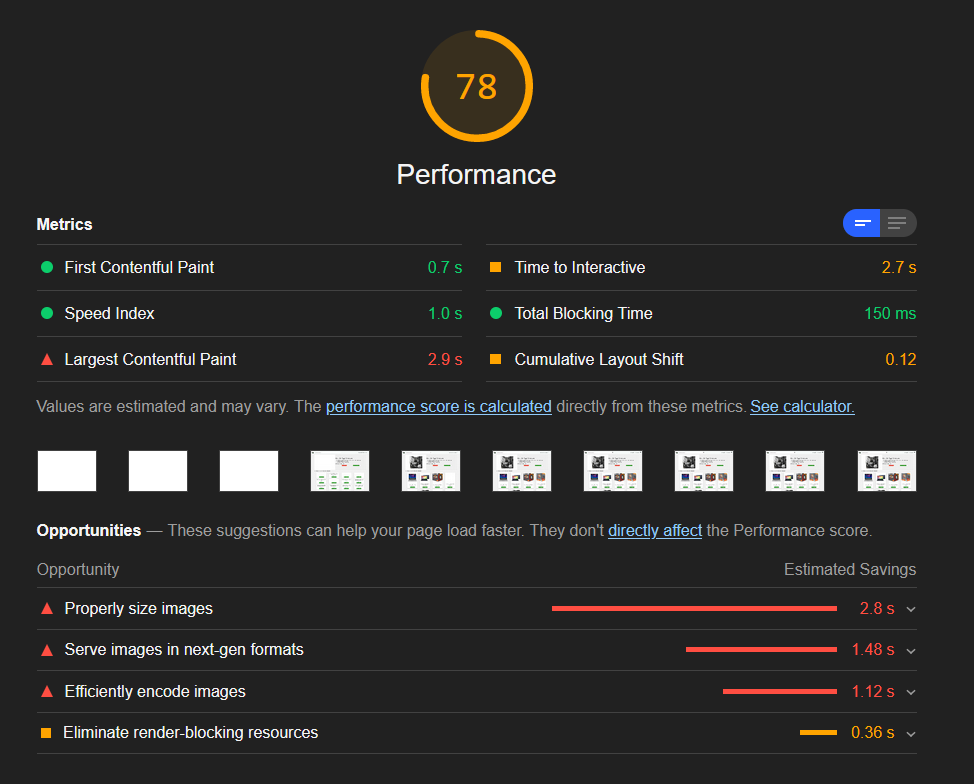 78
Performance
Metrics
First Contentful Paint 0.7 s
Time to Interactive 2.7 s
Speed Index 1.0 s
Total Blocking Time 150 ms
Largest Contentful Paint 2.9 s
Cumulative Layout Shift 0.12
Values are estimated and may vary. The performance score is calculated directly from these metrics. See calculator.
Opportunities — These suggestions can help your page load faster. They don't directly affect the Performance score.
Opportunity Estimated Savings
Properly size images 2.8 s
Serve images in next-gen formats 1.48 s
Efficiently encode images 1.12 s
Eliminate render-blocking resources 0.36 s